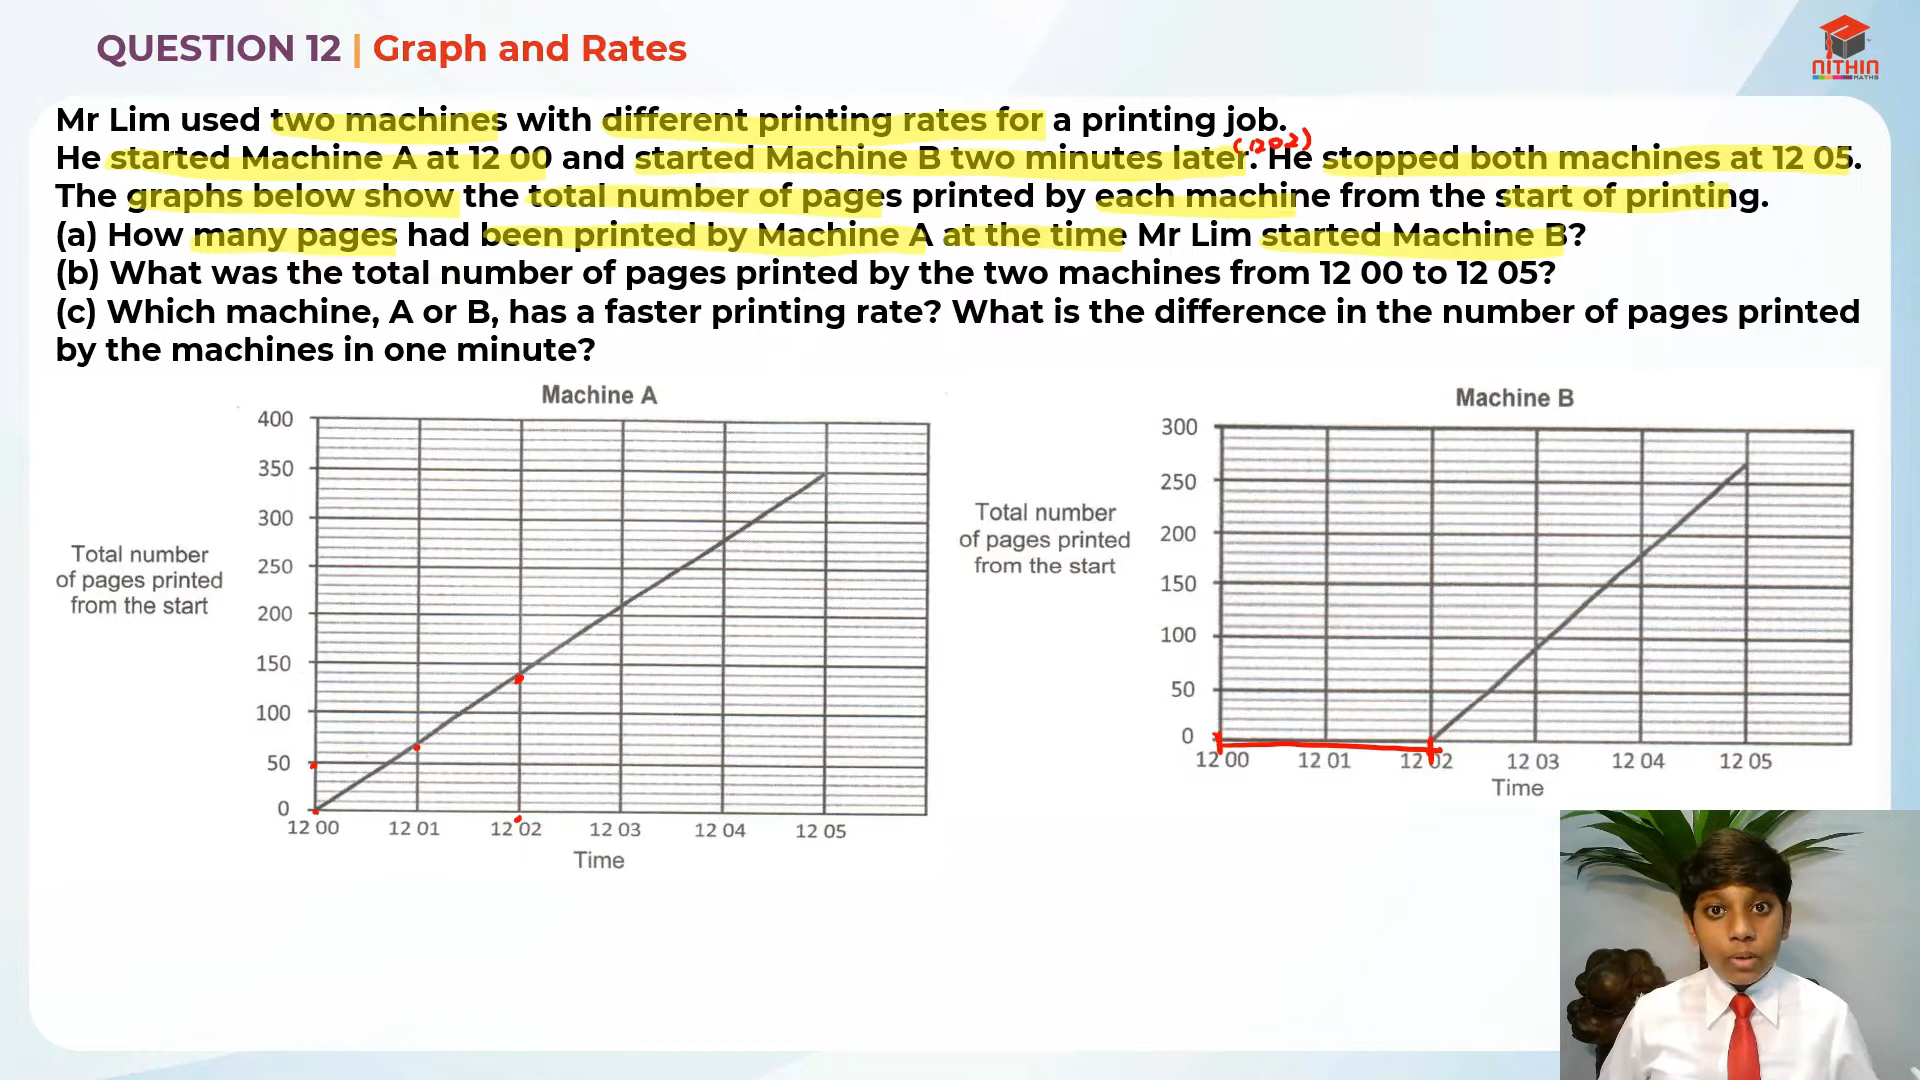 QUESTION 12 | Graph and Rates
NITHIN
MATHS
Mr Lim used two machines with different printing rates for a printing job.
(1202)
He started Machine A at 12 00 and started Machine B two minutes later. He stopped both machines at 12 05.
The graphs below show the total number of pages printed by each machine from the start of printing.
(a) How many pages had been printed by Machine A at the time Mr Lim started Machine B?
(b) What was the total number of pages printed by the two machines from 12 00 to 12 05?
(c) Which machine, A or B, has a faster printing rate? What is the difference in the number of pages printed
by the machines in one minute?
Machine A
400
350
300
250
200
150
100
50
0
Total number
of pages printed
from the start
12 00 12 01 12 02 12 03 12 04 12 05
Time
Machine B
300
250
200
150
100
50
0
Total number
of pages printed
from the start
12 00 12 01 12 02 12 03 12 04 12 05
Time